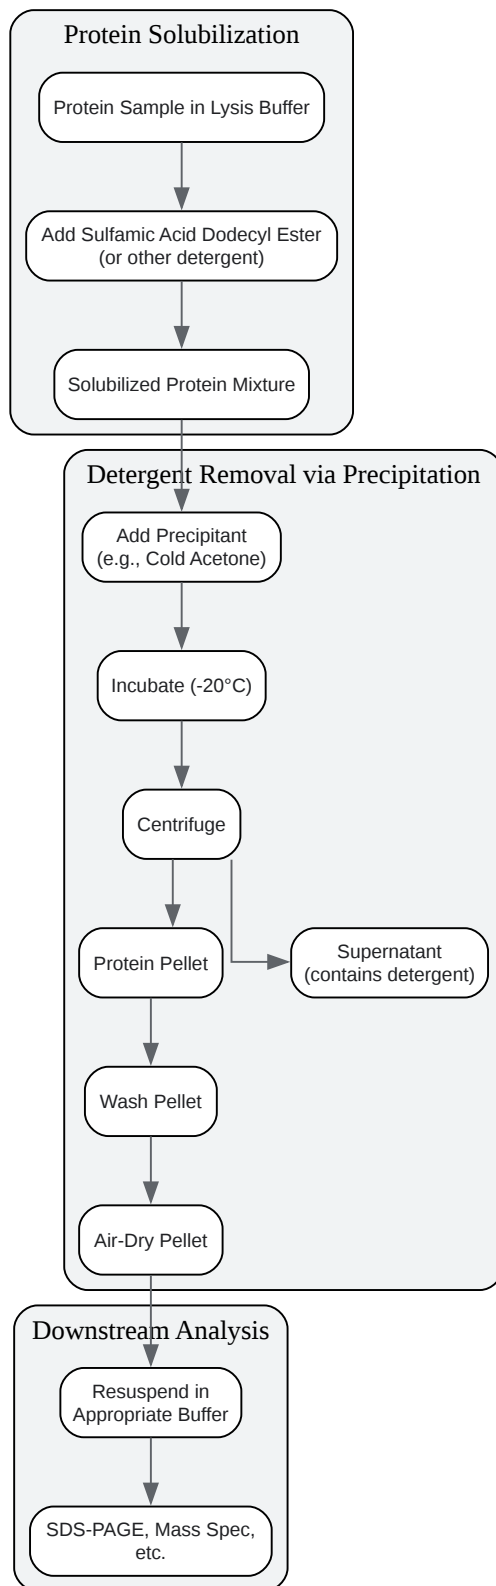 Protein Solubilization
Protein Sample in Lysis Buffer
Add Sulfamic Acid Dodecyl Ester
(or other detergent)
Solubilized Protein Mixture
Detergent Removal via Precipitation
Add Precipitant
(e.g., Cold Acetone)
Incubate (-20°C)
Centrifuge
Protein Pellet
Supernatant
(contains detergent)
Wash Pellet
Air-Dry Pellet
Downstream Analysis
Resuspend in
Appropriate Buffer
SDS-PAGE, Mass Spec,
etc.